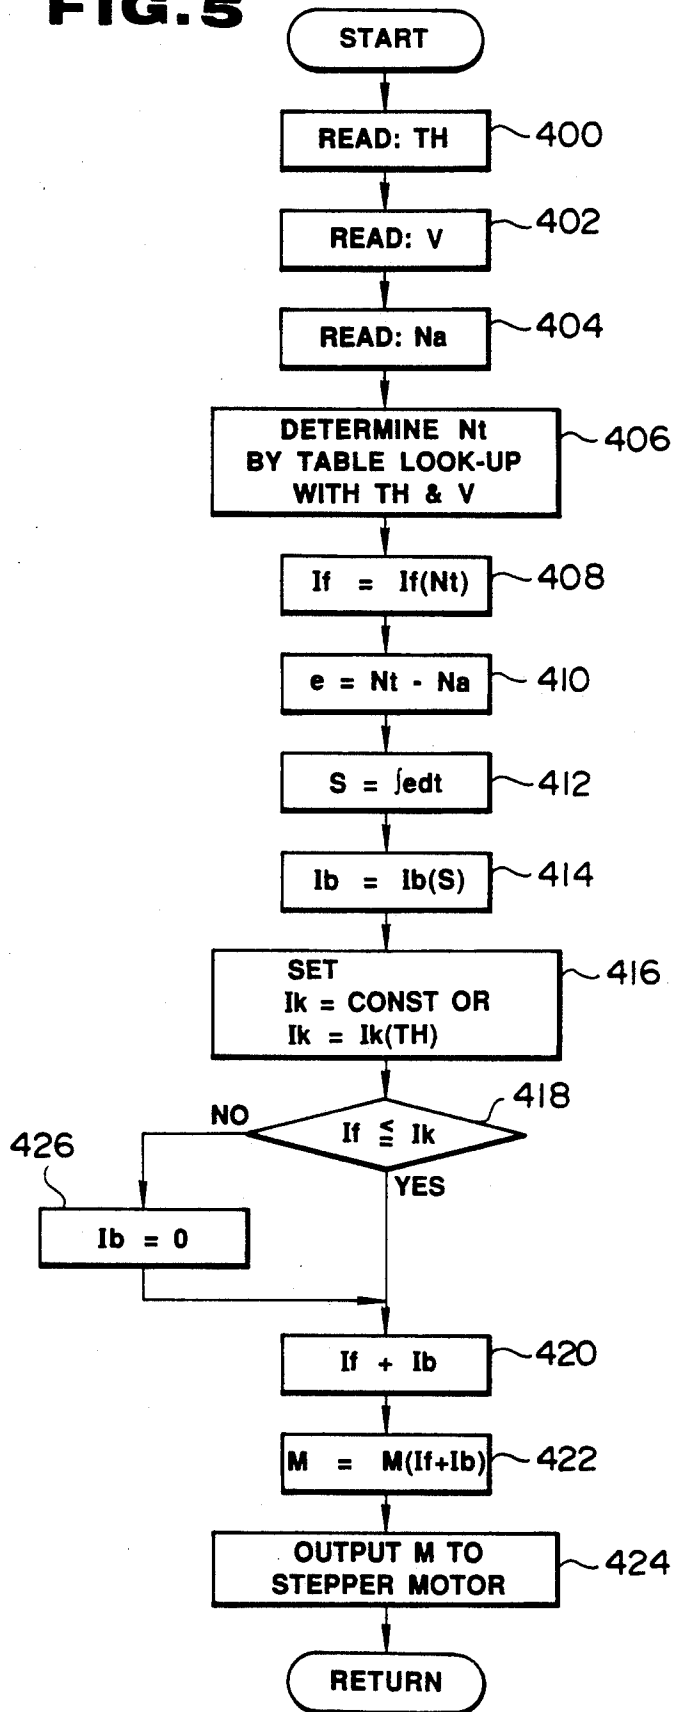 FIG.5
START
READ: TH
400
READ: V
402
READ: Na
404
DETERMINE Nt
BY TABLE LOOK-UP
WITH TH & V
406
If = If(Nt)
408
e = Nt - Na
410
S = ∫edt
412
Ib = Ib(S)
414
SET
Ik = CONST OR
Ik = Ik(TH)
416
If ≦ Ik
418
NO
YES
426
Ib = 0
If + Ib
420
M = M(If+Ib)
422
OUTPUT M TO
STEPPER MOTOR
424
RETURN